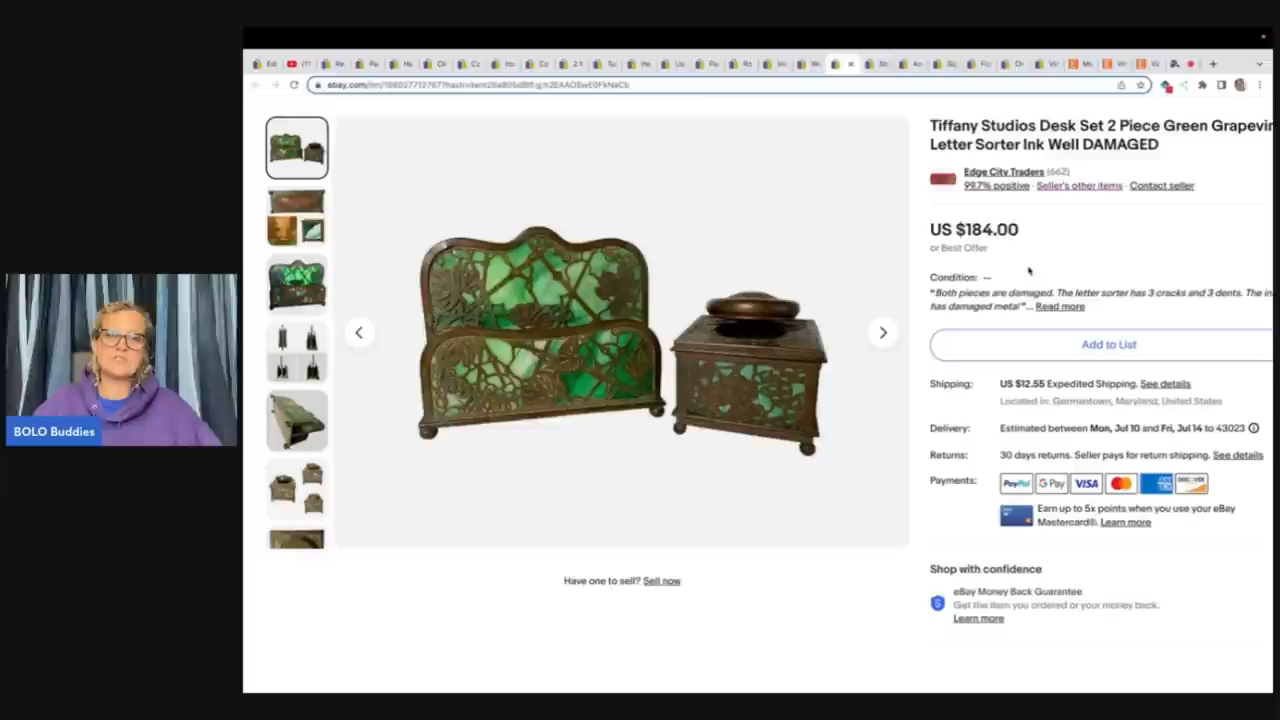 ebay.com/itm/
Tiffany Studios Desk Set 2 Piece Green Grapevin
Letter Sorter Ink Well DAMAGED
Edge City Traders (662)
99.7% positive · Seller's other items · Contact seller
US $184.00
or Best Offer
Condition: --
"Both pieces are damaged. The letter sorter has 3 cracks and 3 dents. The in
has damaged metal"... Read more
Add to List
Shipping: US $12.55 Expedited Shipping. See details
Located in: Germantown, Maryland, United States
Delivery: Estimated between Mon, Jul 10 and Fri, Jul 14 to 43023
Returns: 30 days returns. Seller pays for return shipping. See details
Payments: PayPal G Pay VISA DISCOVER
Earn up to 5x points when you use your eBay
Mastercard®. Learn more
Have one to sell? Sell now
Shop with confidence
eBay Money Back Guarantee
Get the item you ordered or your money back.
Learn more
BOLO Buddies